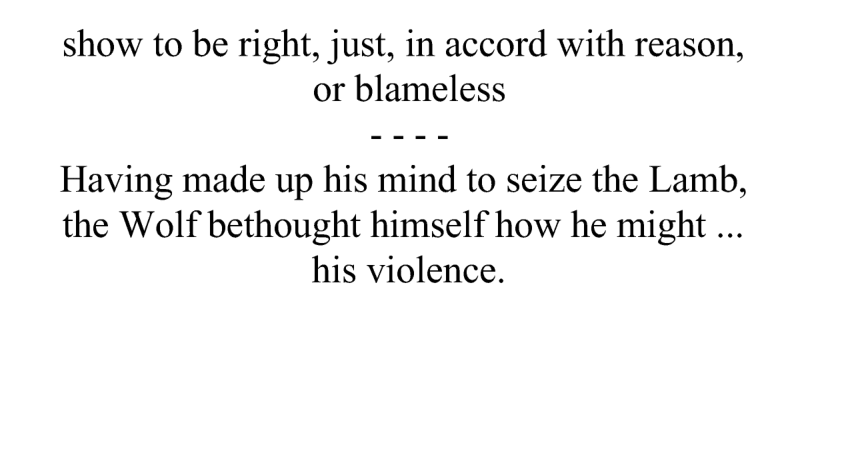 show to be right, just, in accord with reason,
or blameless
- - - -
Having made up his mind to seize the Lamb,
the Wolf bethought himself how he might ...
his violence.